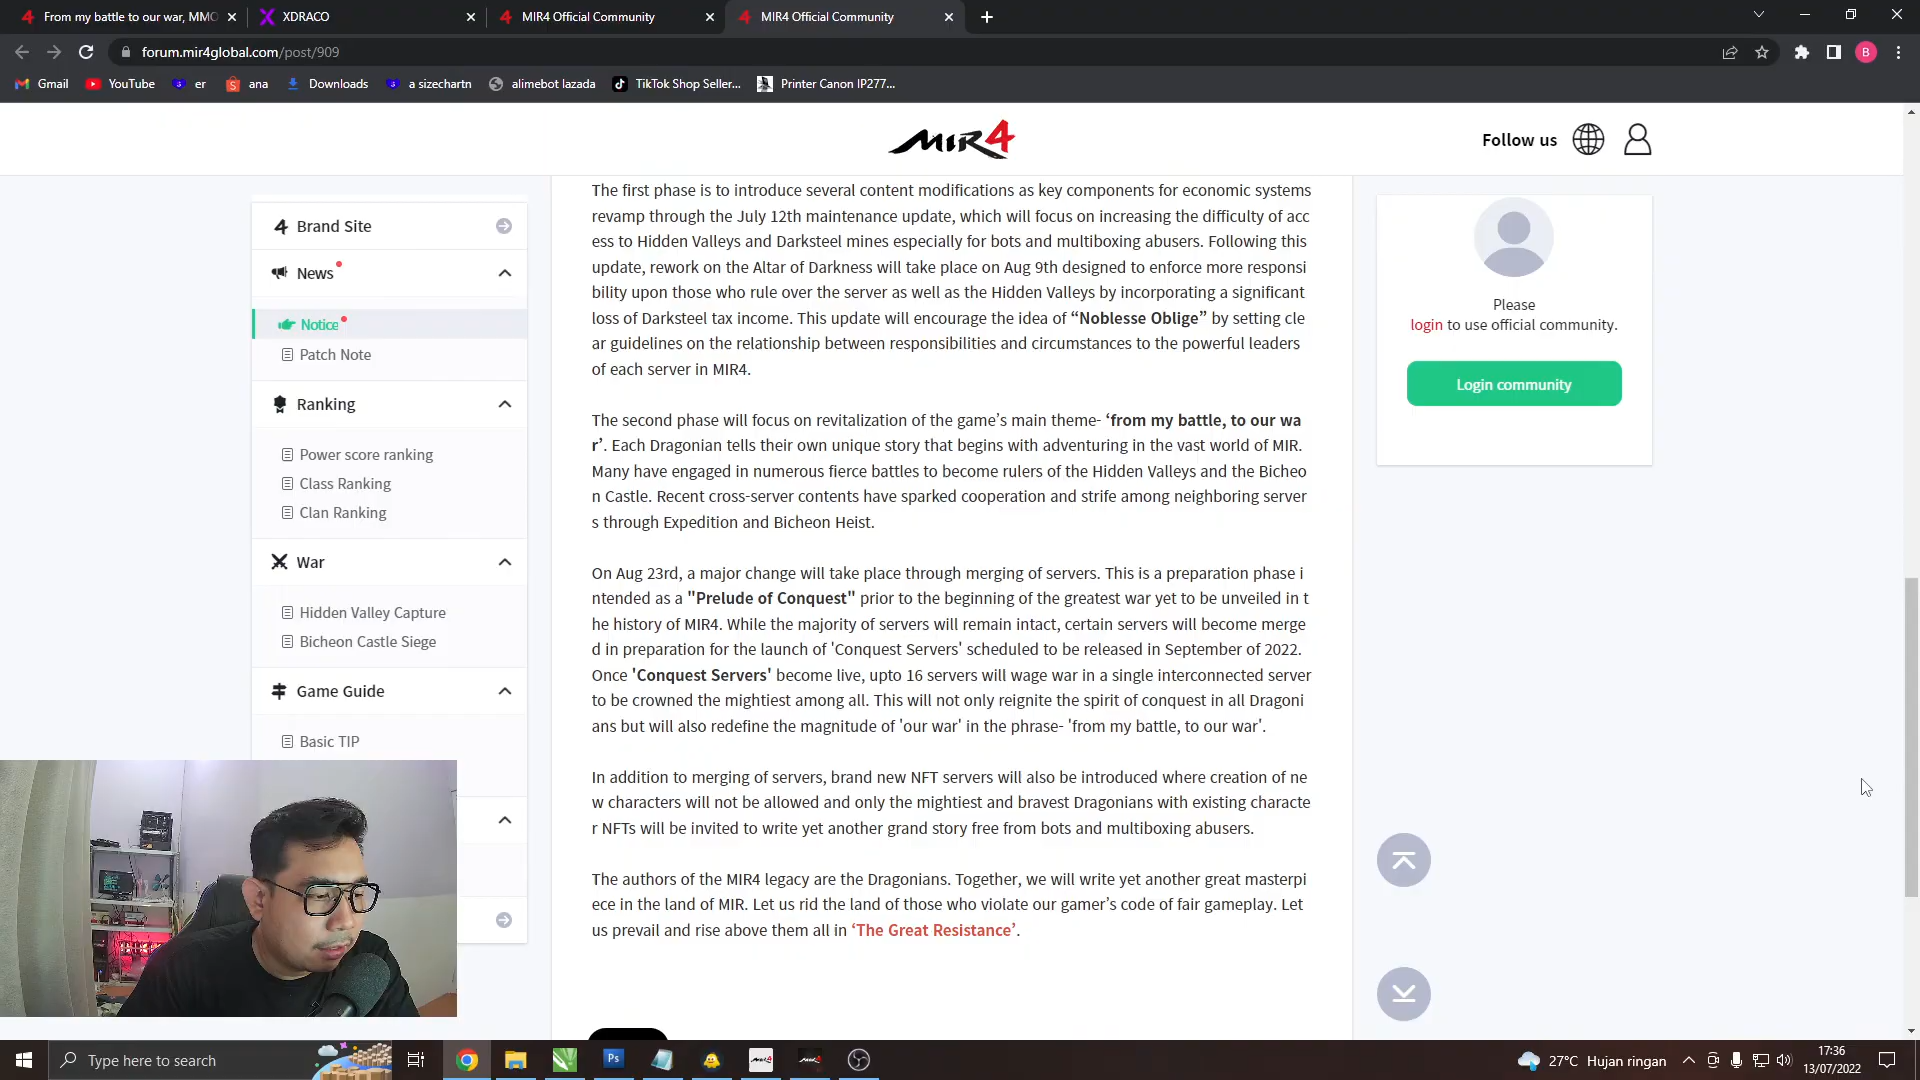 From my battle to our war, MMO
XDRACO
MIR4 Official Community
MIR4 Official Community
forum.mir4global.com/post/909
Gmail
YouTube
er
ana
Downloads
a sizechartn
alimebot lazada
TikTok Shop Seller...
Printer Canon IP277...
B
MIR4
Follow us
Brand Site
News
Notice
Patch Note
Ranking
Power score ranking
Class Ranking
Clan Ranking
War
Hidden Valley Capture
Bicheon Castle Siege
Game Guide
Basic TIP
The first phase is to introduce several content modifications as key components for economic systems
revamp through the July 12th maintenance update, which will focus on increasing the difficulty of acc
ess to Hidden Valleys and Darksteel mines especially for bots and multiboxing abusers. Following this
update, rework on the Altar of Darkness will take place on Aug 9th designed to enforce more responsi
bility upon those who rule over the server as well as the Hidden Valleys by incorporating a significant
loss of Darksteel tax income. This update will encourage the idea of “Noblesse Oblige” by setting cle
ar guidelines on the relationship between responsibilities and circumstances to the powerful leaders
of each server in MIR4.
The second phase will focus on revitalization of the game’s main theme- ‘from my battle, to our wa
r’. Each Dragonian tells their own unique story that begins with adventuring in the vast world of MIR.
Many have engaged in numerous fierce battles to become rulers of the Hidden Valleys and the Bicheo
n Castle. Recent cross-server contents have sparked cooperation and strife among neighboring server
s through Expedition and Bicheon Heist.
On Aug 23rd, a major change will take place through merging of servers. This is a preparation phase i
ntended as a "Prelude of Conquest" prior to the beginning of the greatest war yet to be unveiled in t
he history of MIR4. While the majority of servers will remain intact, certain servers will become merge
d in preparation for the launch of 'Conquest Servers' scheduled to be released in September of 2022.
Once 'Conquest Servers' become live, upto 16 servers will wage war in a single interconnected server
to be crowned the mightiest among all. This will not only reignite the spirit of conquest in all Dragoni
ans but will also redefine the magnitude of 'our war' in the phrase- 'from my battle, to our war'.
In addition to merging of servers, brand new NFT servers will also be introduced where creation of ne
w characters will not be allowed and only the mightiest and bravest Dragonians with existing characte
r NFTs will be invited to write yet another grand story free from bots and multiboxing abusers.
The authors of the MIR4 legacy are the Dragonians. Together, we will write yet another great masterpi
ece in the land of MIR. Let us rid the land of those who violate our gamer’s code of fair gameplay. Let
us prevail and rise above them all in ‘The Great Resistance’.
Please
login to use official community.
Login community
Type here to search
Ps
27°C Hujan ringan
17:36
13/07/2022